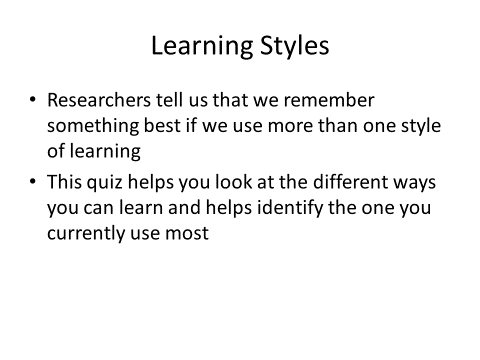 Learning Styles
• Researchers tell us that we remember
something best if we use more than one style
of learning
• This quiz helps you look at the different ways
you can learn and helps identify the one you
currently use most